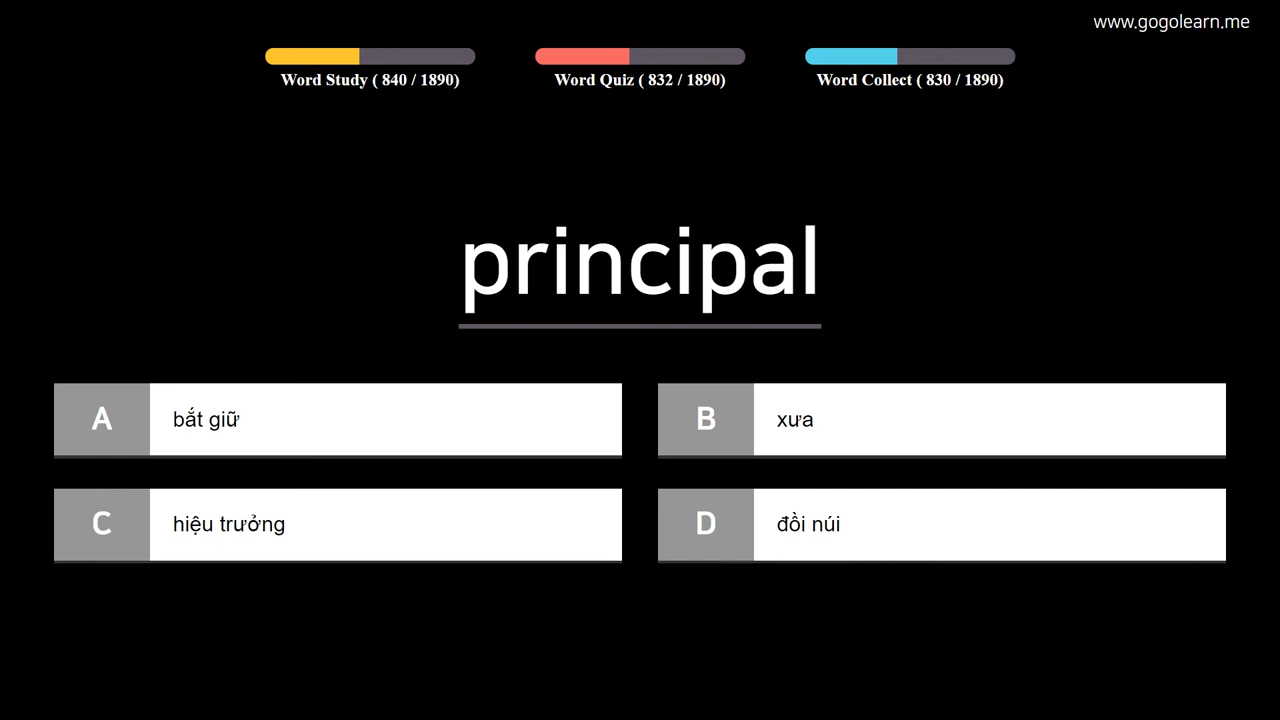 www.gogolearn.me
Word Study ( 840 / 1890)
Word Quiz ( 832 / 1890)
Word Collect ( 830 / 1890)
principal
A bắt giữ
B xưa
C hiệu trưởng
D đồi núi